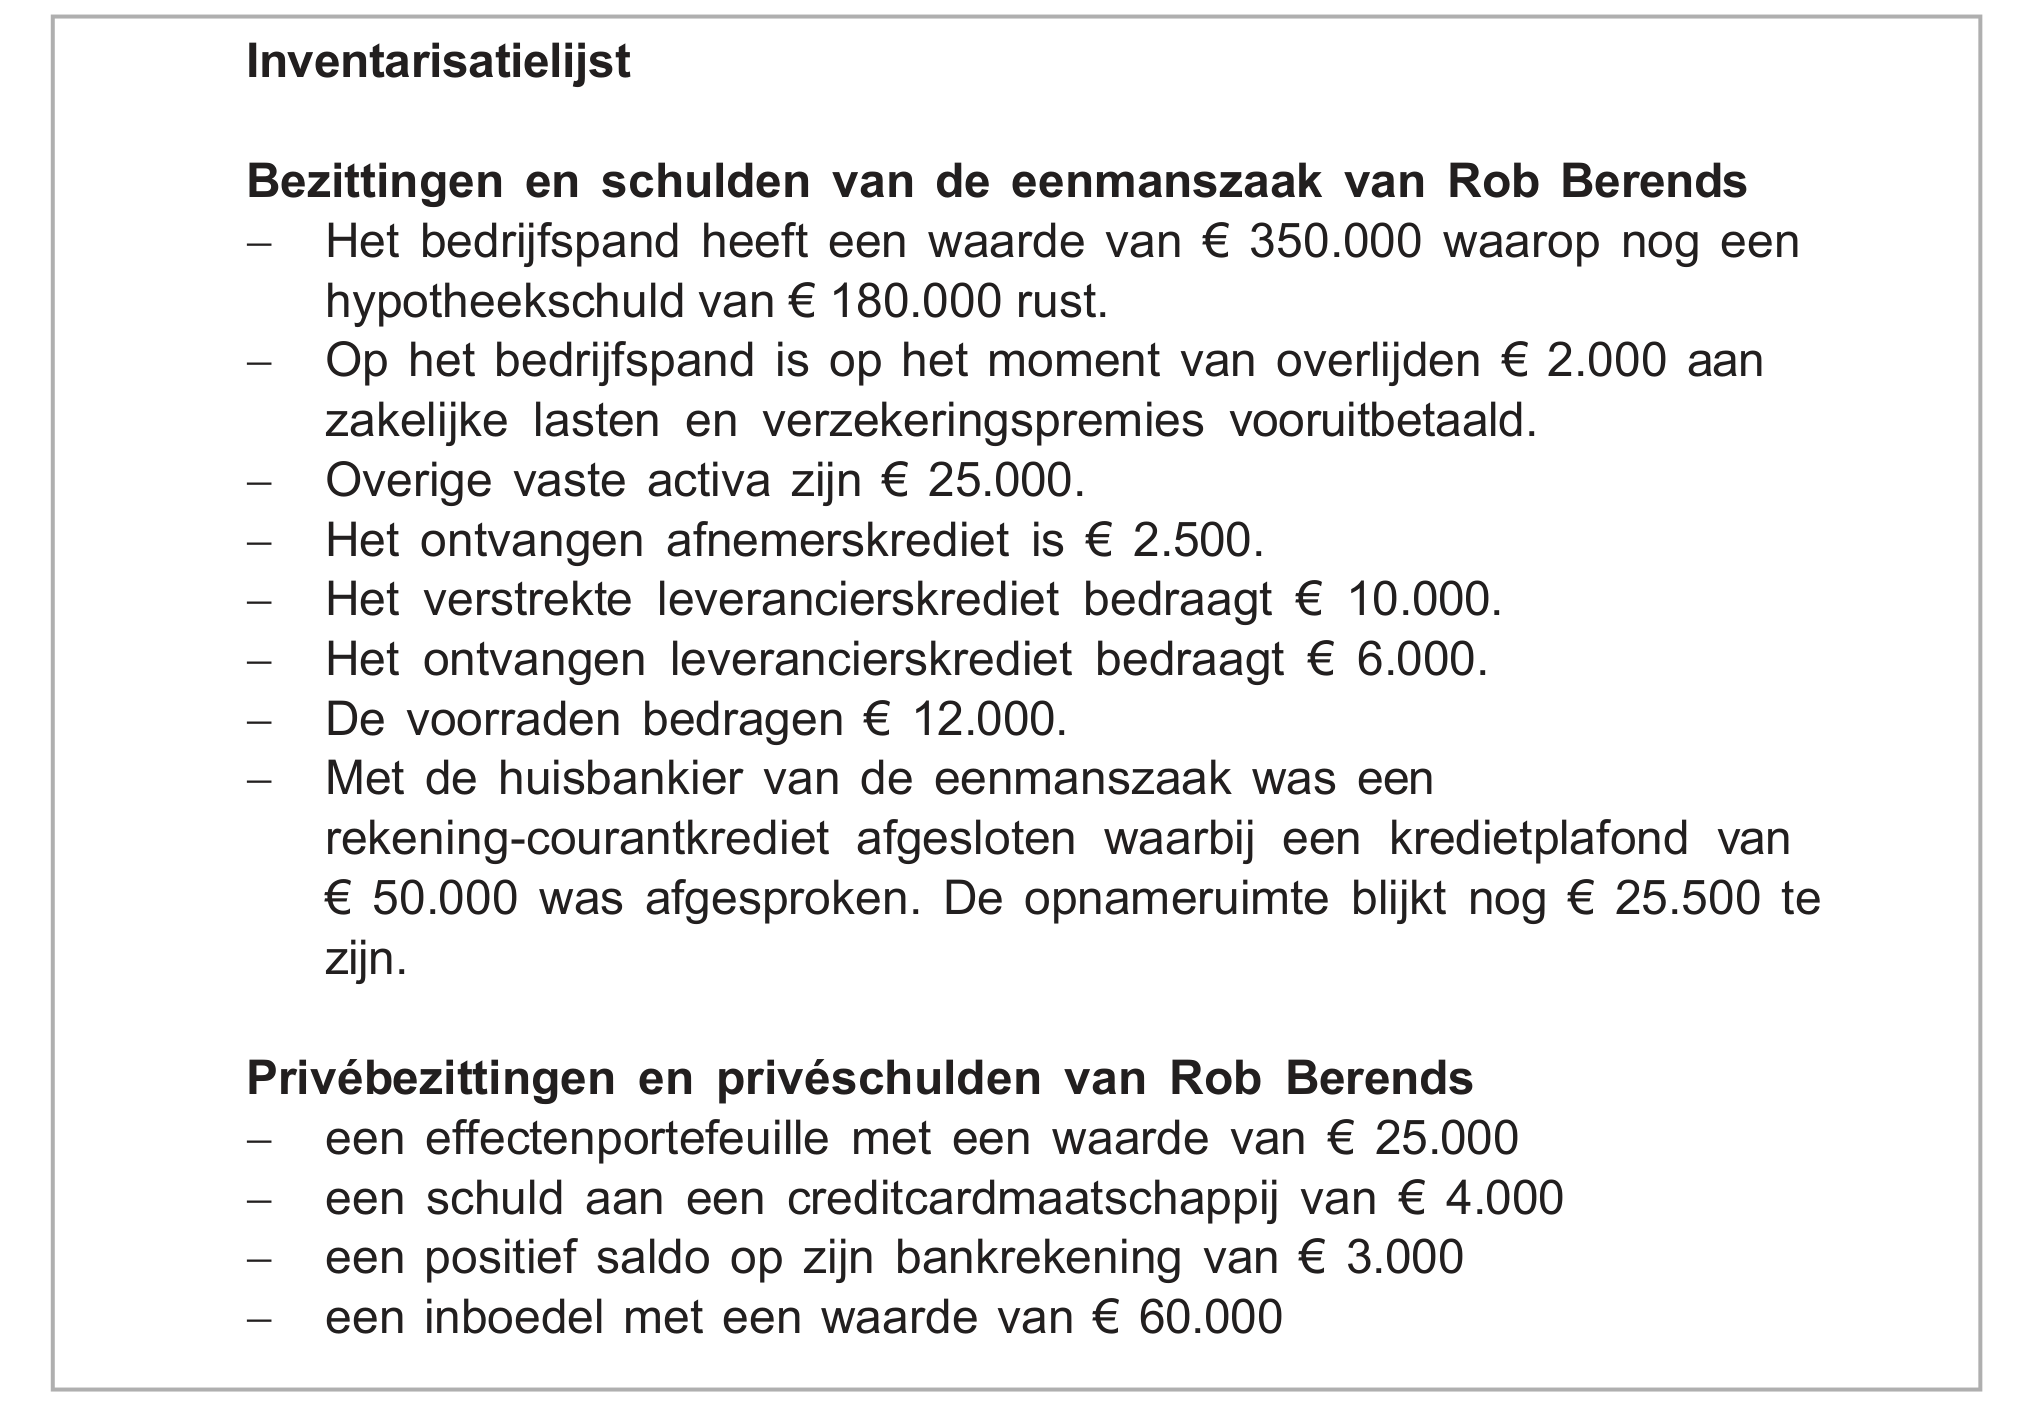 Inventarisatielijst
Bezittingen en schulden van de eenmanszaak van Rob Berends
– Het bedrijfspand heeft een waarde van € 350.000 waarop nog een
hypotheekschuld van € 180.000 rust.
– Op het bedrijfspand is op het moment van overlijden € 2.000 aan
zakelijke lasten en verzekeringspremies vooruitbetaald.
– Overige vaste activa zijn € 25.000.
– Het ontvangen afnemerskrediet is € 2.500.
– Het verstrekte leverancierskrediet bedraagt € 10.000.
– Het ontvangen leverancierskrediet bedraagt € 6.000.
– De voorraden bedragen € 12.000.
– Met de huisbankier van de eenmanszaak was een
rekening-courantkrediet afgesloten waarbij een kredietplafond van
€ 50.000 was afgesproken. De opnameruimte blijkt nog € 25.500 te
zijn.
Privébezittingen en privéschulden van Rob Berends
– een effectenportefeuille met een waarde van € 25.000
– een schuld aan een creditcardmaatschappij van € 4.000
– een positief saldo op zijn bankrekening van € 3.000
– een inboedel met een waarde van € 60.000